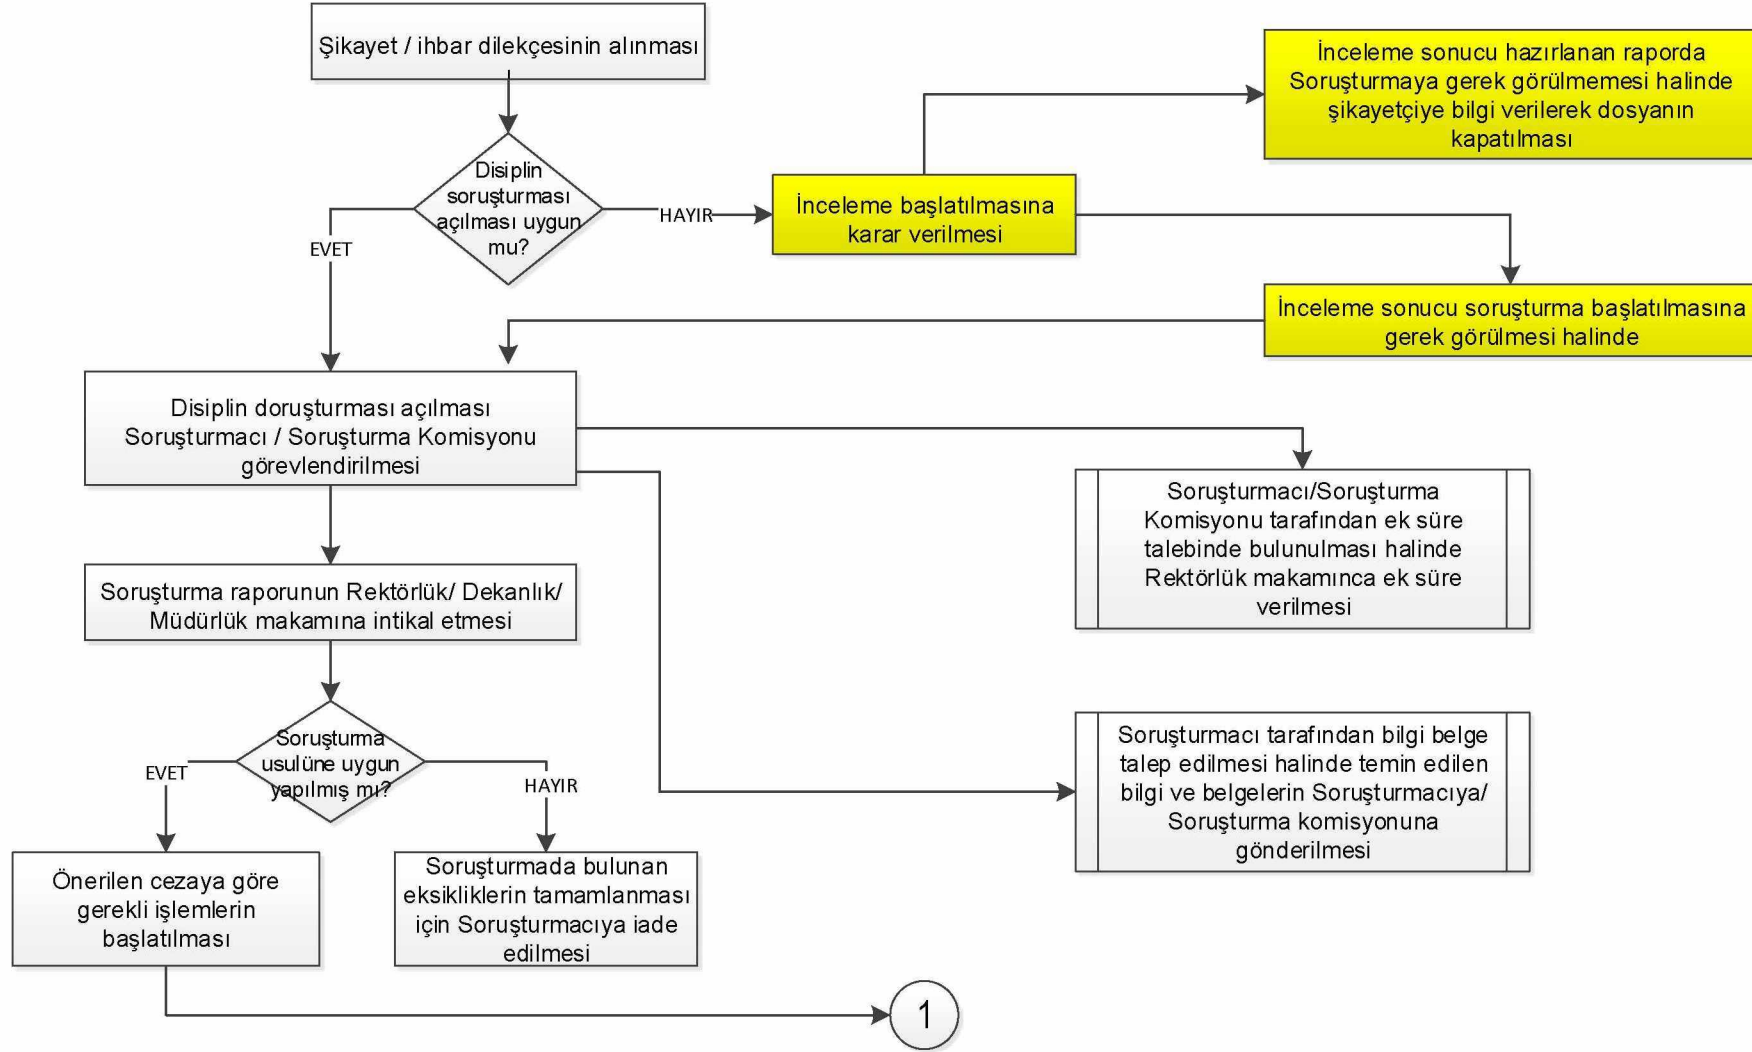 Şikayet / ihbar dilekçesinin alınması
İnceleme sonucu hazırlanan raporda
Soruşturmaya gerek görülmemesi halinde
şikayetçiye bilgi verilerek dosyanın
kapatılması
Disiplin
soruşturması
açılması uygun
mu?
HAYIR
İnceleme başlatılmasına
karar verilmesi
EVET
İnceleme sonucu soruşturma başlatılmasına
gerek görülmesi halinde
Disiplin doruşturması açılması
Soruşturmacı / Soruşturma Komisyonu
görevlendirilmesi
Soruşturmacı/Soruşturma
Komisyonu tarafından ek süre
talebinde bulunulması halinde
Rektörlük makamınca ek süre
verilmesi
Soruşturma raporunun Rektörlük/ Dekanlık/
Müdürlük makamına intikal etmesi
Soruşturma
usulüne uygun
yapılmış mı?
EVET
HAYIR
Soruşturmacı tarafından bilgi belge
talep edilmesi halinde temin edilen
bilgi ve belgelerin Soruşturmacıya/
Soruşturma komisyonuna
gönderilmesi
Önerilen cezaya göre
gerekli işlemlerin
başlatılması
Soruşturmada bulunan
eksikliklerin tamamlanması
için Soruşturmacıya iade
edilmesi
1